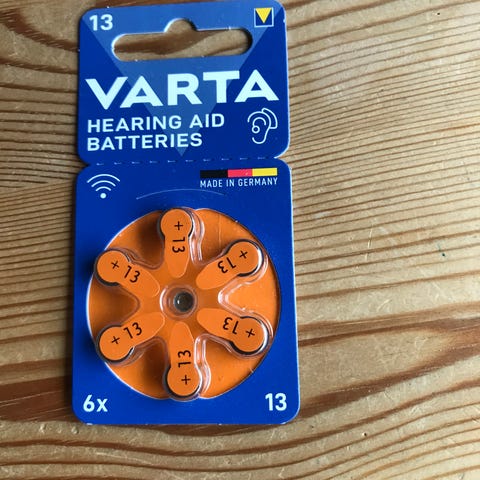 13
VARTA
HEARING AID
BATTERIES
MADE IN GERMANY
+ 13
+ 13
+ 13
+ 13
+ 13
+ 13
6x
13